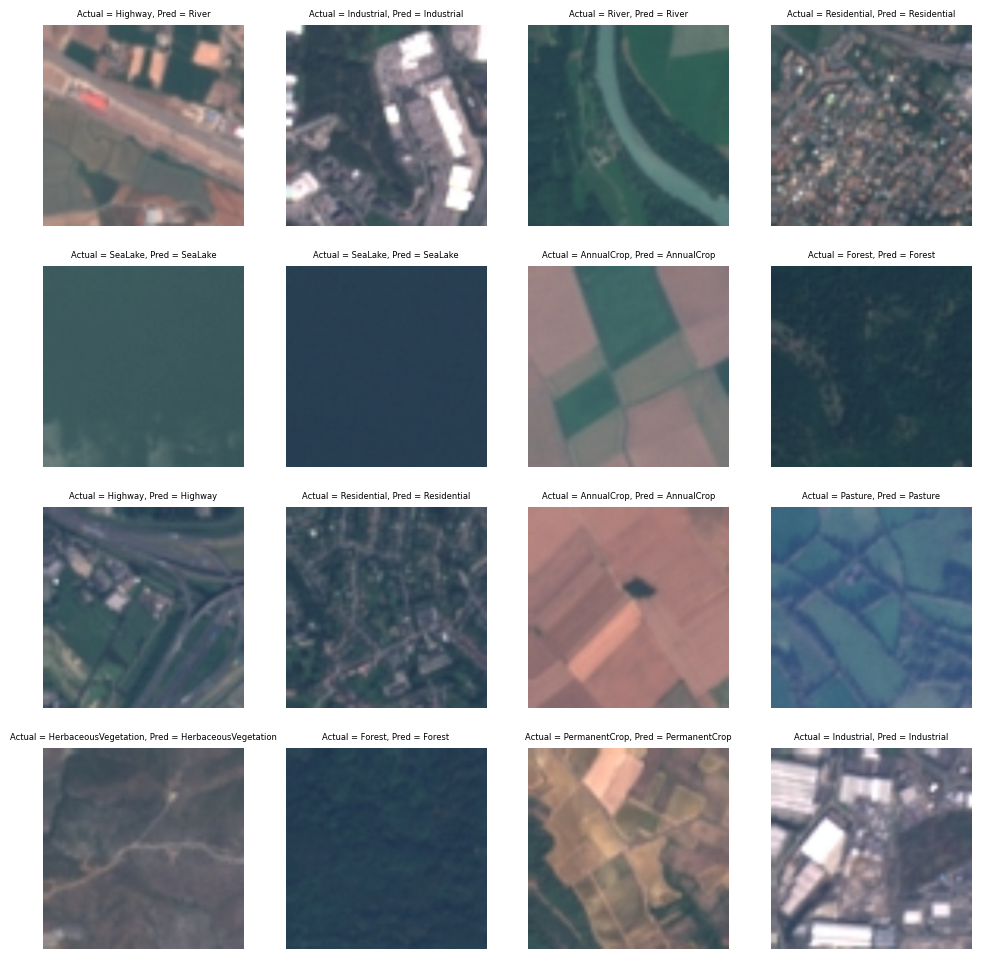 Actual = Highway, Pred = River
Actual = Industrial, Pred = Industrial
Actual = River, Pred = River
Actual = Residential, Pred = Residential
Actual = SeaLake, Pred = SeaLake
Actual = SeaLake, Pred = SeaLake
Actual = AnnualCrop, Pred = AnnualCrop
Actual = Forest, Pred = Forest
Actual = Highway, Pred = Highway
Actual = Residential, Pred = Residential
Actual = AnnualCrop, Pred = AnnualCrop
Actual = Pasture, Pred = Pasture
Actual = HerbaceousVegetation, Pred = HerbaceousVegetation
Actual = Forest, Pred = Forest
Actual = PermanentCrop, Pred = PermanentCrop
Actual = Industrial, Pred = Industrial